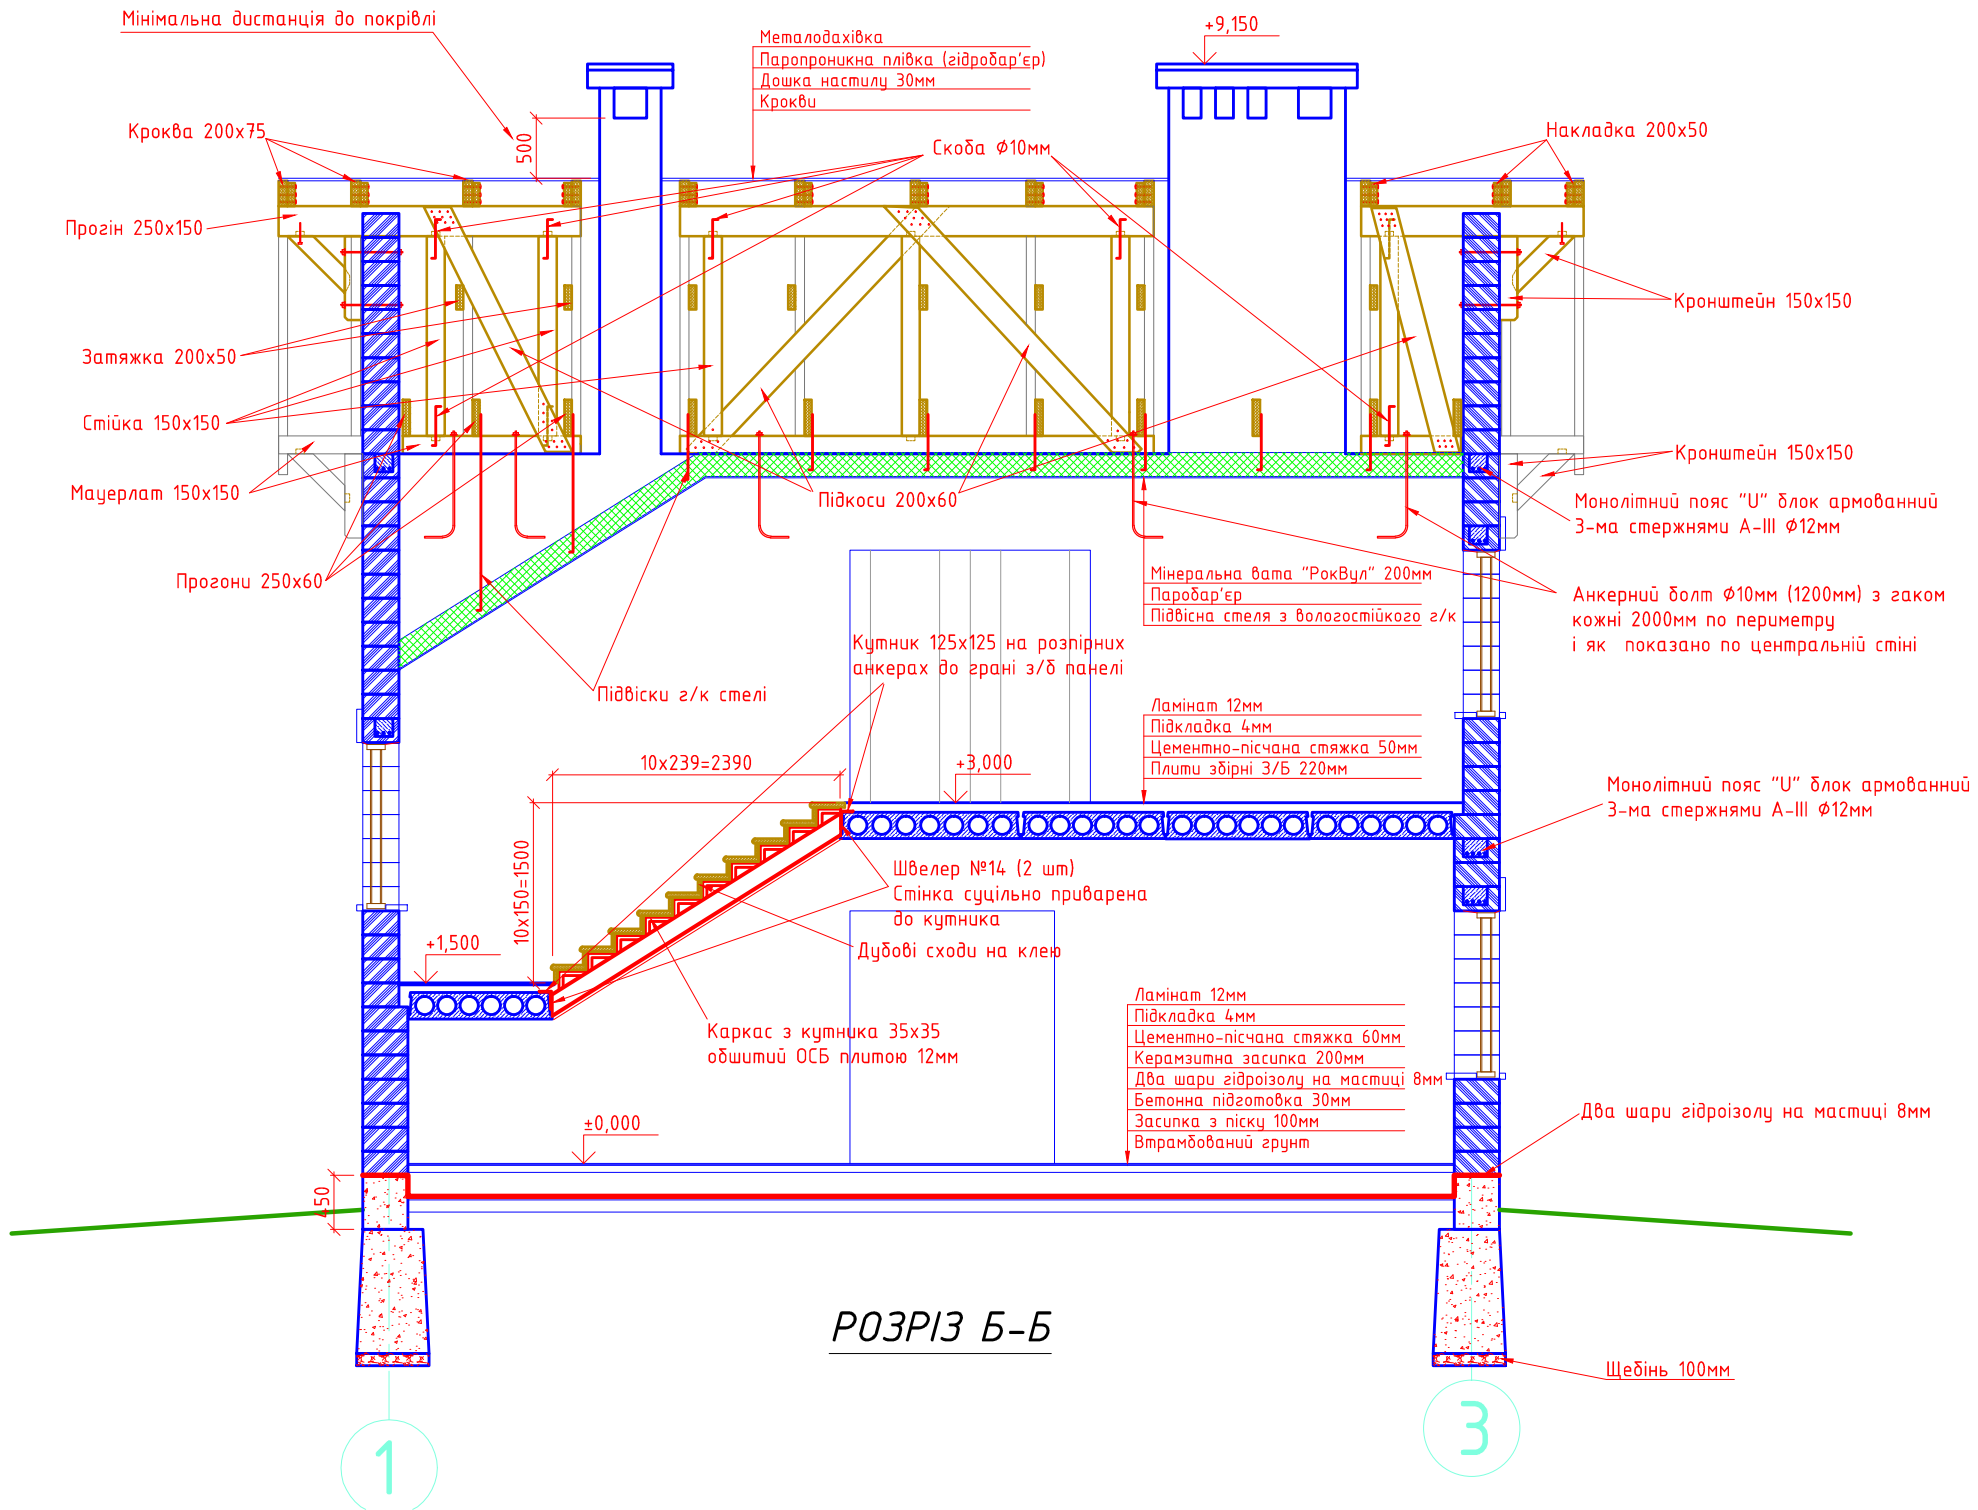 Мінімальна дистанція до покрівлі
+9,150
Металодахівка
Паропроникна плівка (гідробар'єр)
Дошка настилу 30мм
Крокви
Кроква 200х75
500
Скоба Ф10мм
Накладка 200х50
Прогін 250х150
Кронштейн 150х150
Затяжка 200х50
Стійка 150х150
Мауерлат 150х150
Підкоси 200х60
Кронштейн 150х150
Монолітний пояс "U" блок армованний
3-ма стержнями А-ІІІ Ф12мм
Прогони 250х60
Мінеральна вата "РокВул" 200мм
Паробар'єр
Підвісна стеля з вологостійкого г/к
Анкерний болт Ф10мм (1200мм) з гаком
кожні 2000мм по периметру
і як показано по центральній стіні
Кутник 125х125 на розпірних
анкерах до грані з/б панелі
Підвіски г/к стелі
Ламінат 12мм
Підкладка 4мм
Цементно-пісчана стяжка 50мм
Плити збірні З/Б 220мм
10х239=2390
+3,000
Монолітний пояс "U" блок армованний
3-ма стержнями А-ІІІ Ф12мм
10х150=1500
Швелер №14 (2 шт)
Стінка суцільно приварена
до кутника
+1,500
Дубові сходи на клею
Каркас з кутника 35х35
обшитий ОСБ плитою 12мм
Ламінат 12мм
Підкладка 4мм
Цементно-пісчана стяжка 60мм
Керамзитна засипка 200мм
Два шари гідроізолу на мастиці 8мм
Бетонна підготовка 30мм
Засипка з піску 100мм
Втрамбований грунт
±0,000
Два шари гідроізолу на мастиці 8мм
450
РОЗРІЗ Б-Б
Щебінь 100мм
1
3